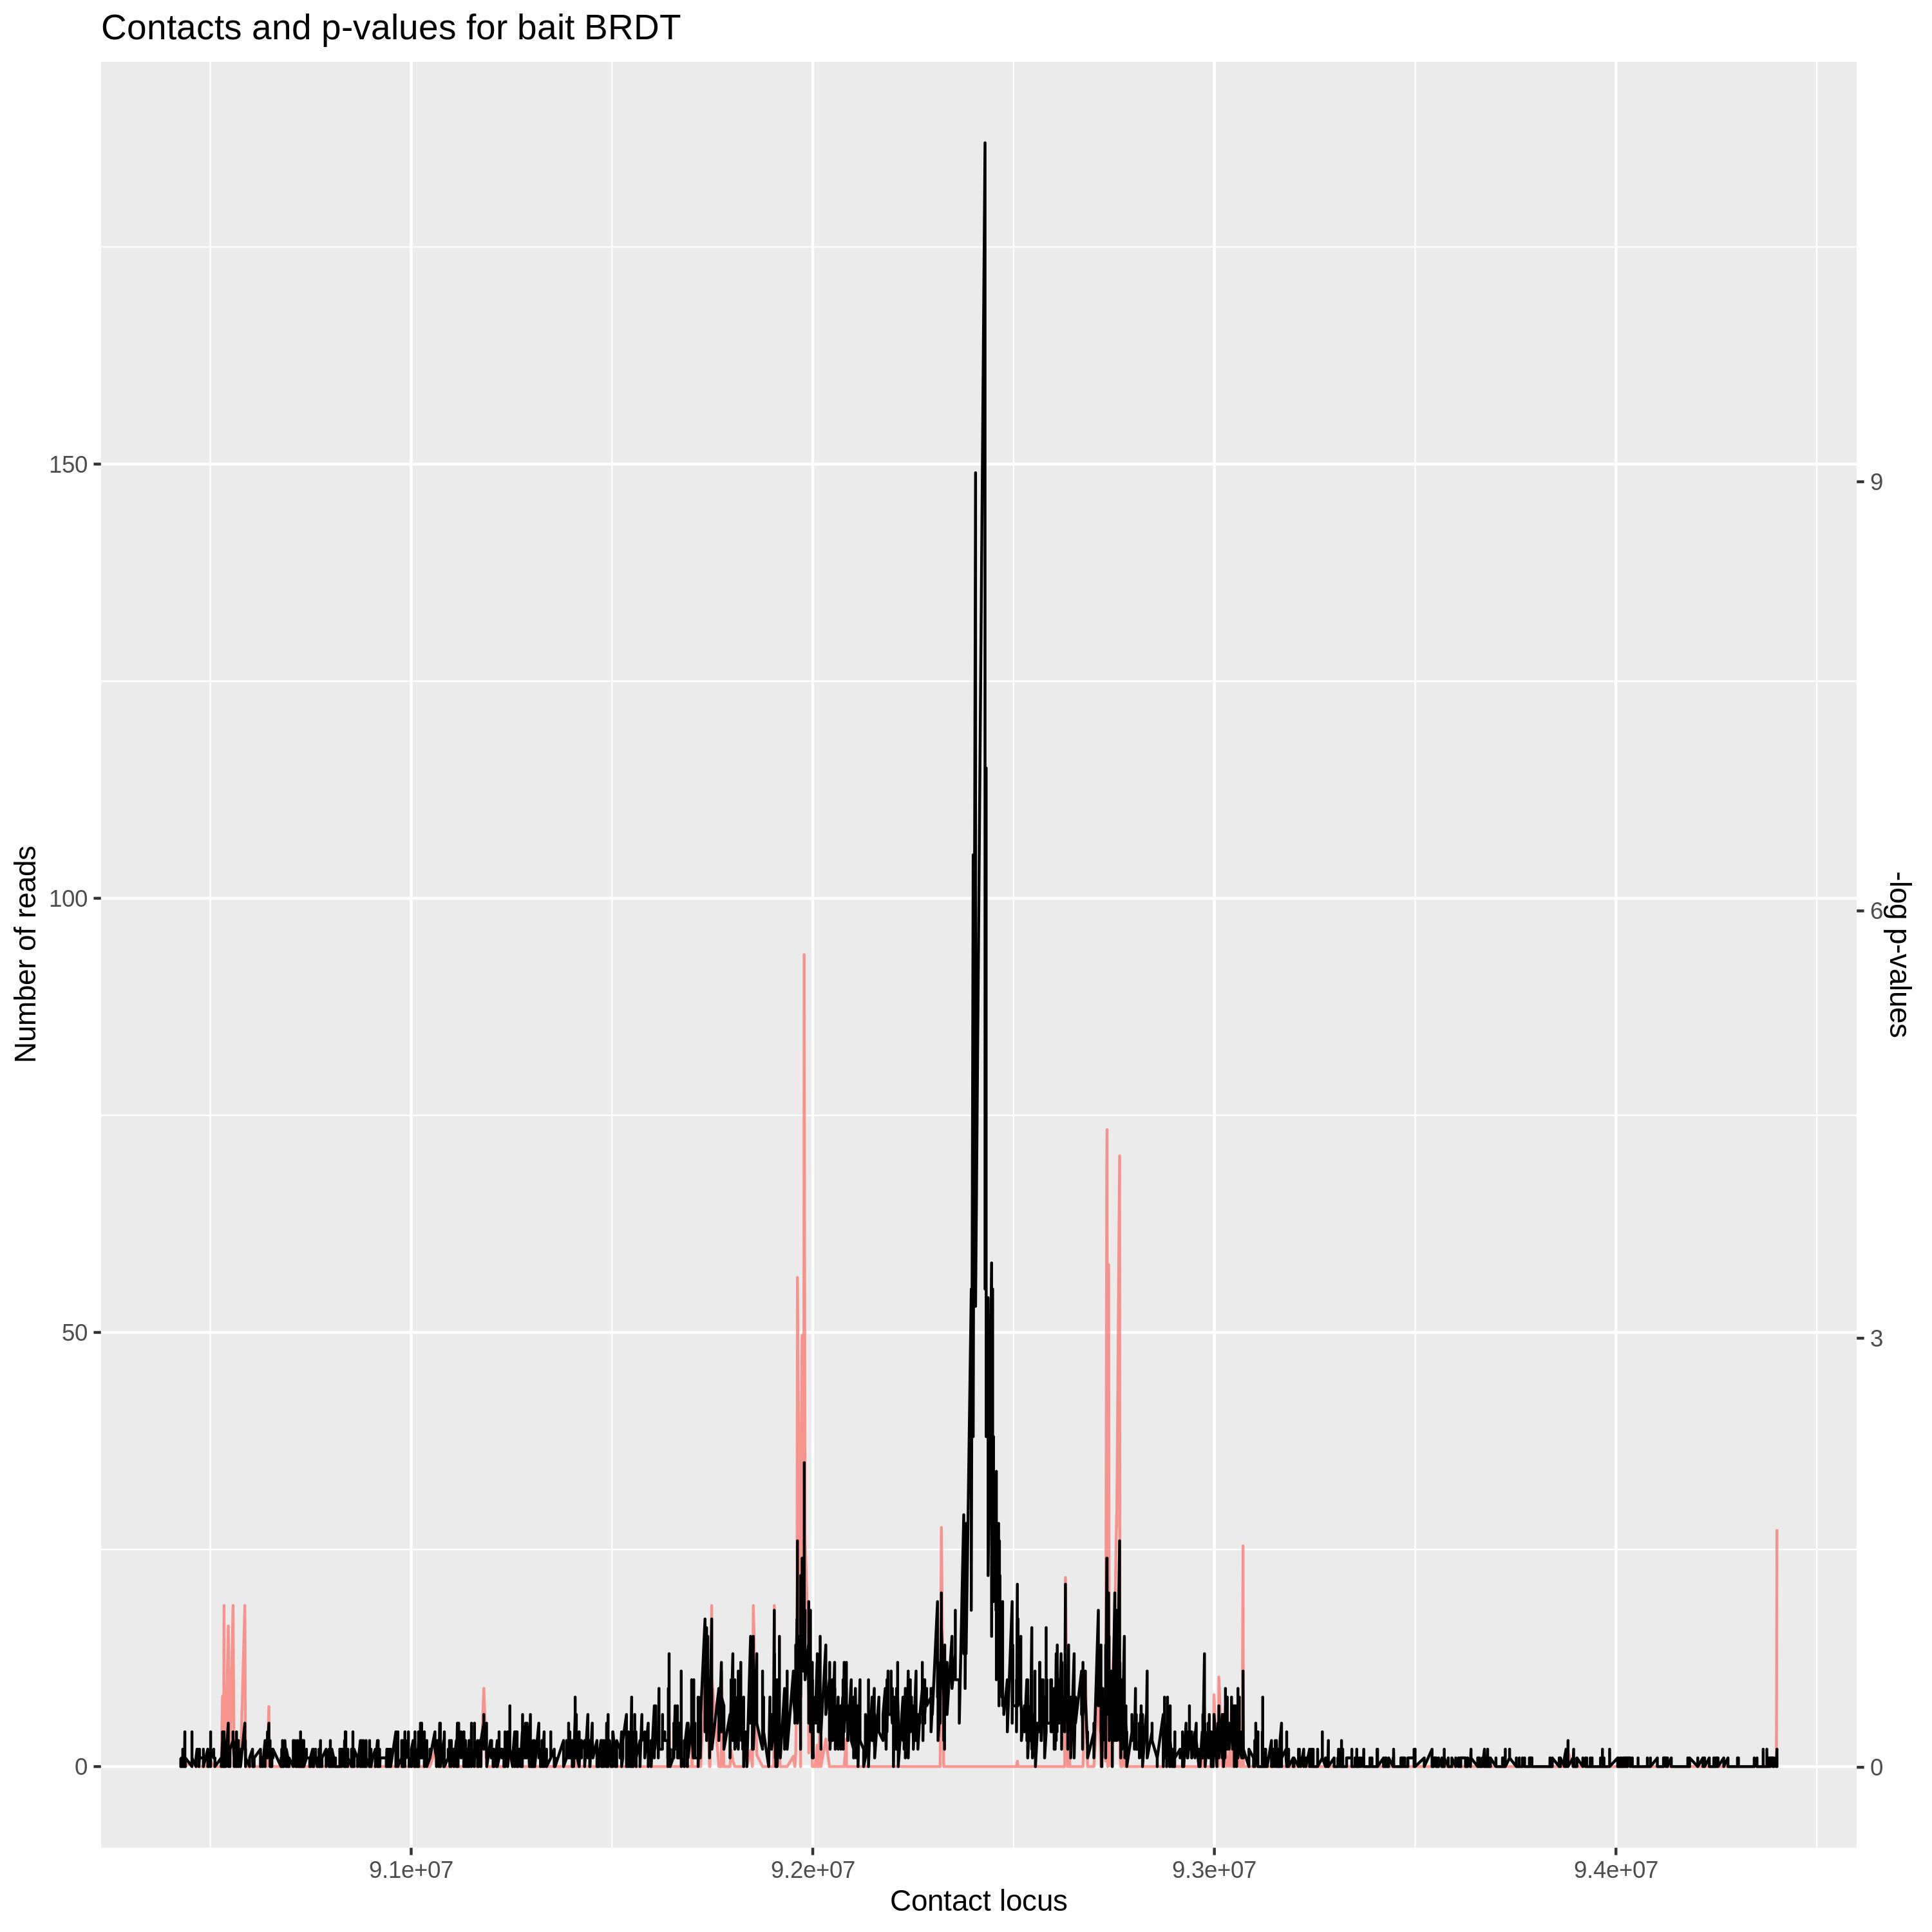 Contacts and p-values for bait BRDT
150
100
50
0
Number of reads
9
6
3
0
-log p-values
9.1e+07
9.2e+07
9.3e+07
9.4e+07
Contact locus